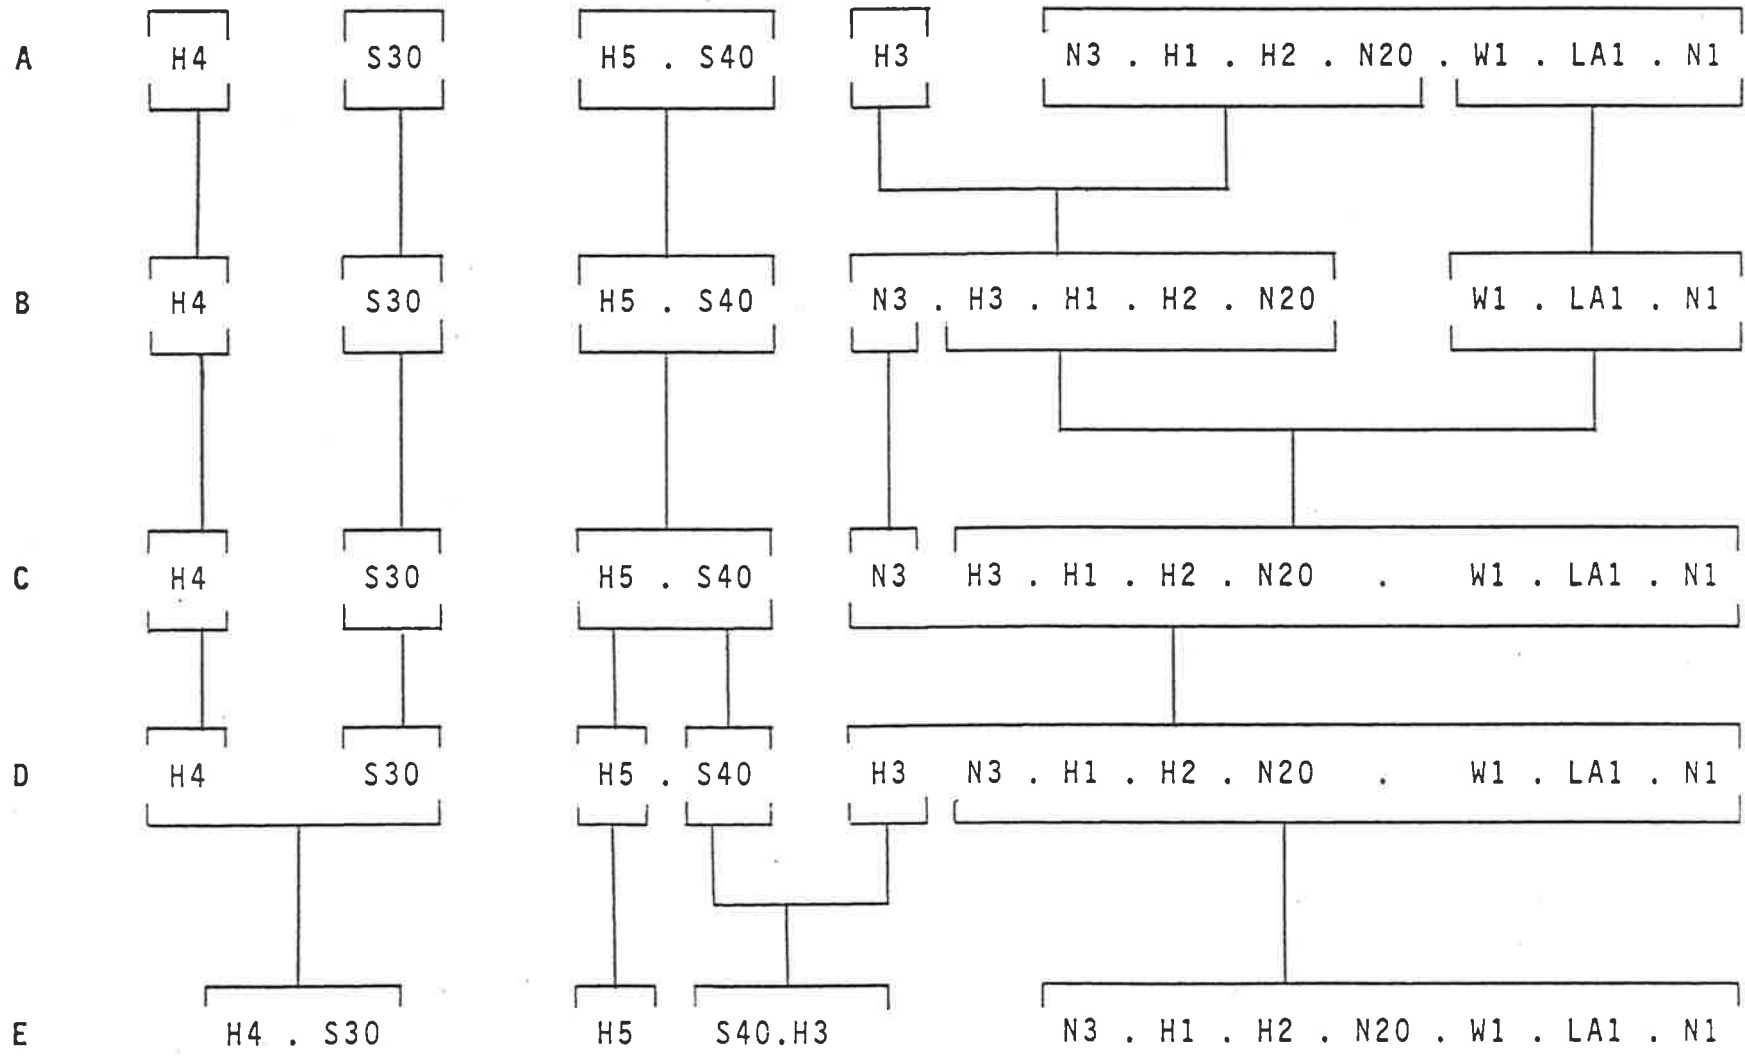 A H4 S30 H5 . S40 H3 N3 . H1 . H2 . N20 . W1 . LA1 . N1
B H4 S30 H5 . S40 N3 . H3 . H1 . H2 . N20 W1 . LA1 . N1
C H4 S30 H5 . S40 N3 H3 . H1 . H2 . N20 . W1 . LA1 . N1
D H4 S30 H5 . S40 H3 N3 . H1 . H2 . N20 . W1 . LA1 . N1
E H4 . S30 H5 S40.H3 N3 . H1 . H2 . N20 . W1 . LA1 . N1